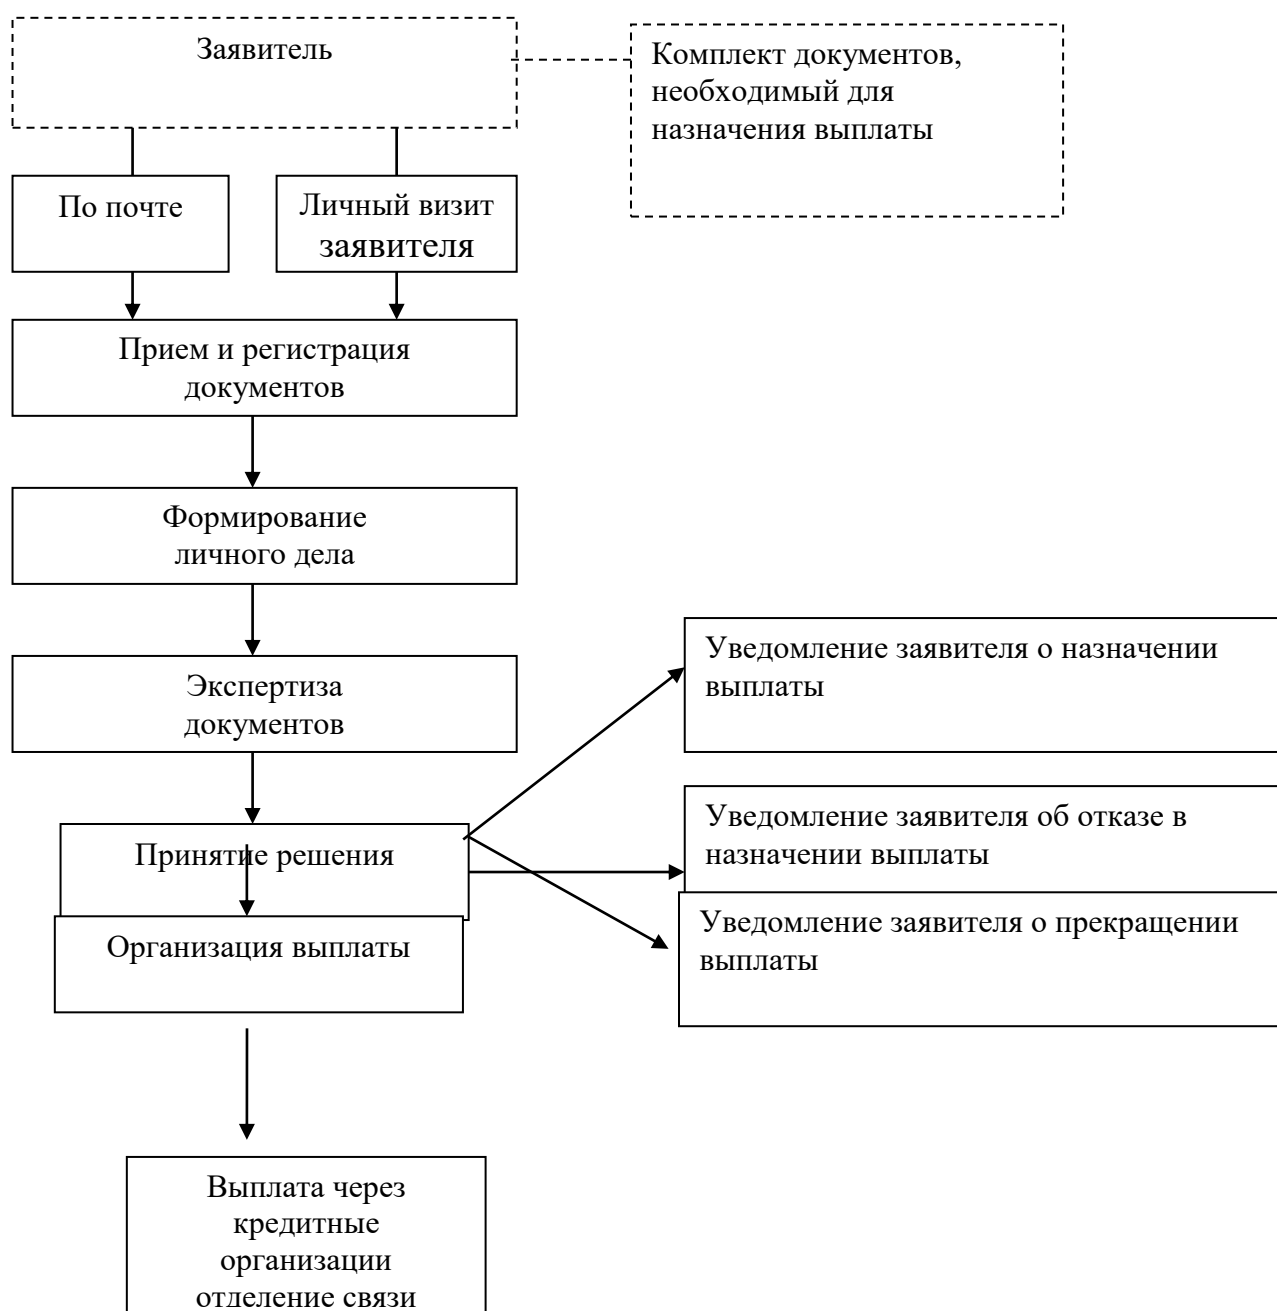 Заявитель
Комплект документов,
необходимый для
назначения выплаты
По почте
Личный визит
заявителя
Прием и регистрация
документов
Формирование
личного дела
Экспертиза
документов
Уведомление заявителя о назначении
выплаты
Принятие решения
Уведомление заявителя об отказе в
назначении выплаты
Организация выплаты
Уведомление заявителя о прекращении
выплаты
Выплата через
кредитные
организации
отделение связи